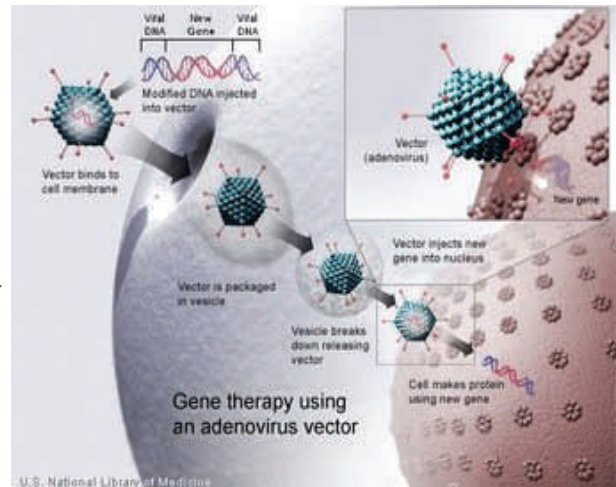 Viral New Viral
DNA Gene DNA
Modified DNA injected
into vector
Vector binds to
cell membrane
Vector
(adenovirus)
New gene
Vector injects new
gene into nucleus
Vector is packaged
in vesicle
Vesicle breaks
down releasing
vector
Cell makes protein
using new gene
Gene therapy using
an adenovirus vector
U.S. National Library of Medicine